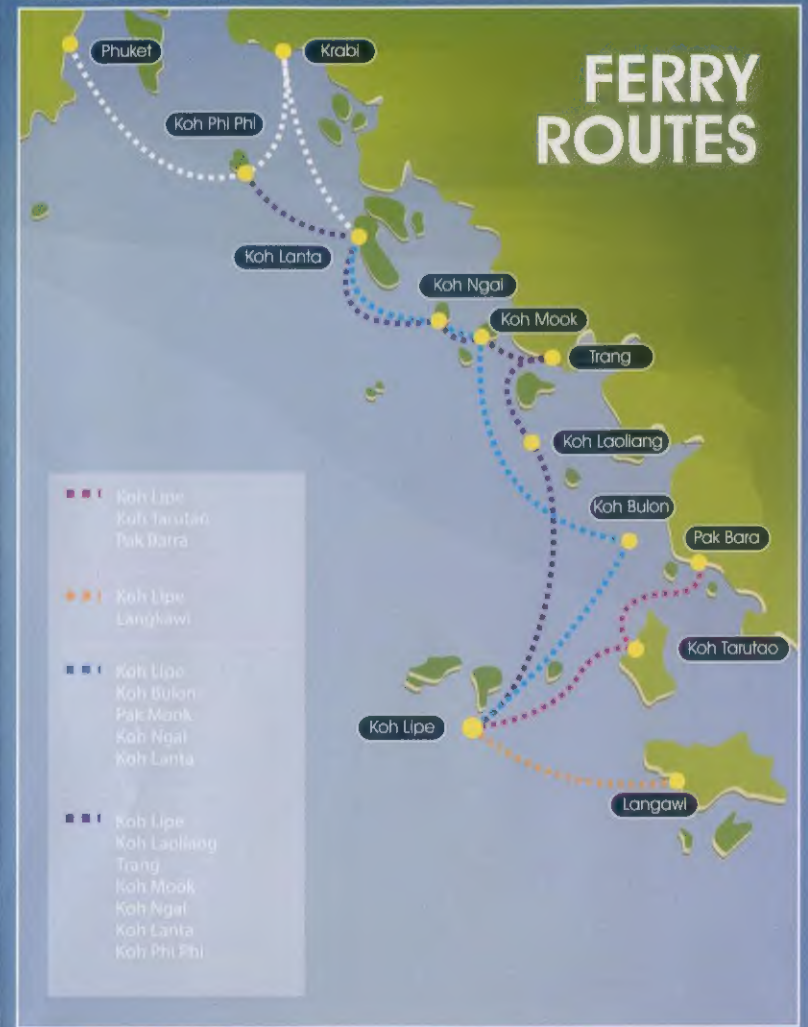 FERRY
ROUTES
Phuket
Krabi
Koh Phi Phi
Koh Lanta
Koh Ngai
Koh Mook
Trang
Koh Laoliang
Koh Bulon
Pak Bara
Koh Tarutao
Koh Lipe
Langawi
Koh Lipe
Koh Tarutao
Pak Barra
Koh Lipe
Langkawi
Koh Lipe
Koh Bulon
Pak Mook
Koh Ngai
Koh Lanta
Koh Lipe
Koh Laoliang
Trang
Koh Mook
Koh Ngai
Koh Lanta
Koh Phi Phi